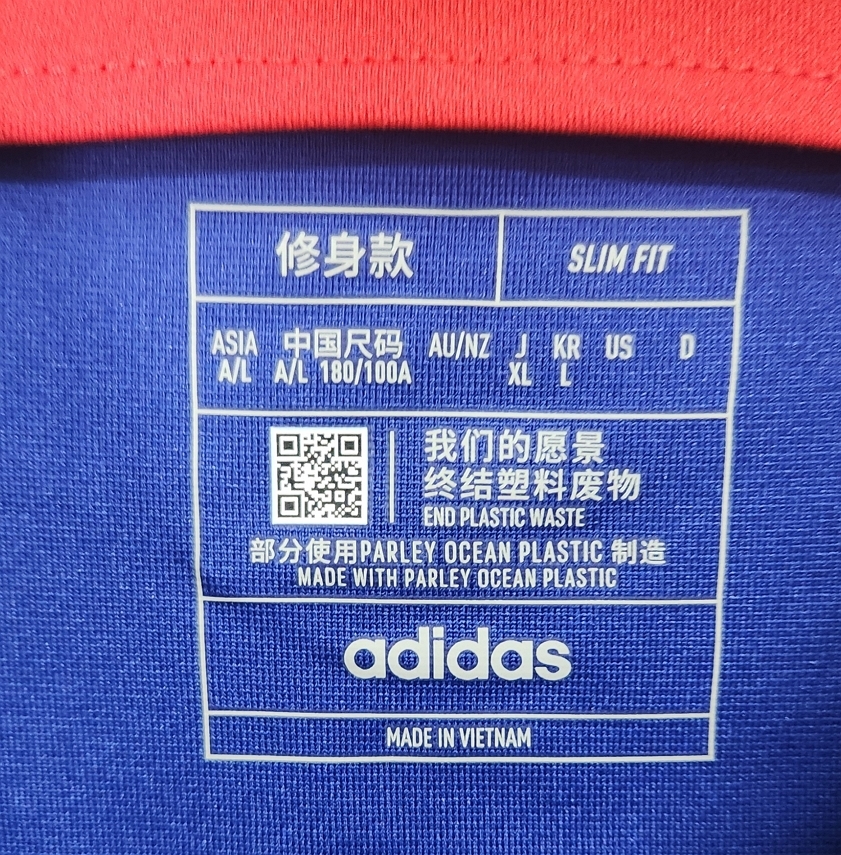 修身款 SLIM FIT
ASIA 中国尺码 AU/NZ J KR US D
A/L A/L 180/100A XL L
我们的愿景
终结塑料废物
END PLASTIC WASTE
部分使用PARLEY OCEAN PLASTIC 制造
MADE WITH PARLEY OCEAN PLASTIC
adidas
MADE IN VIETNAM